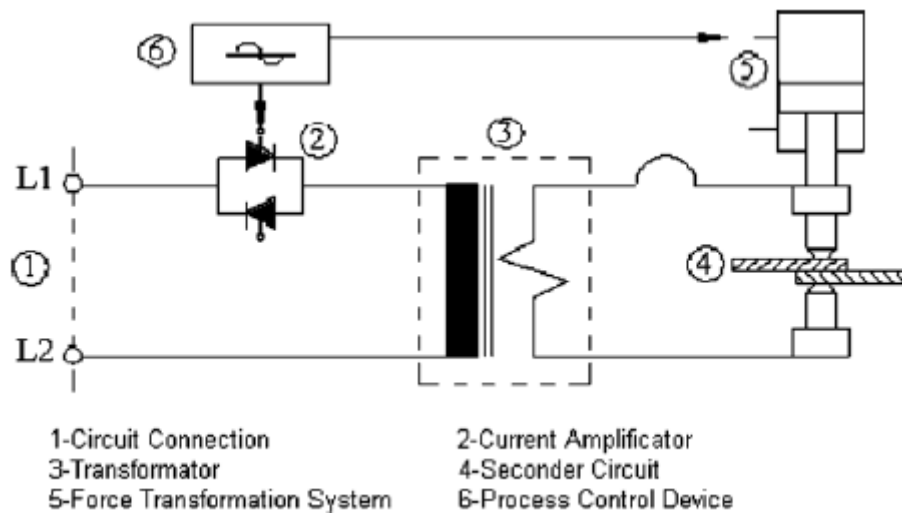 6
5
2
3
L1
1
4
L2
1-Circuit Connection 2-Current Amplificator
3-Transformator 4-Seconder Circuit
5-Force Transformation System 6-Process Control Device